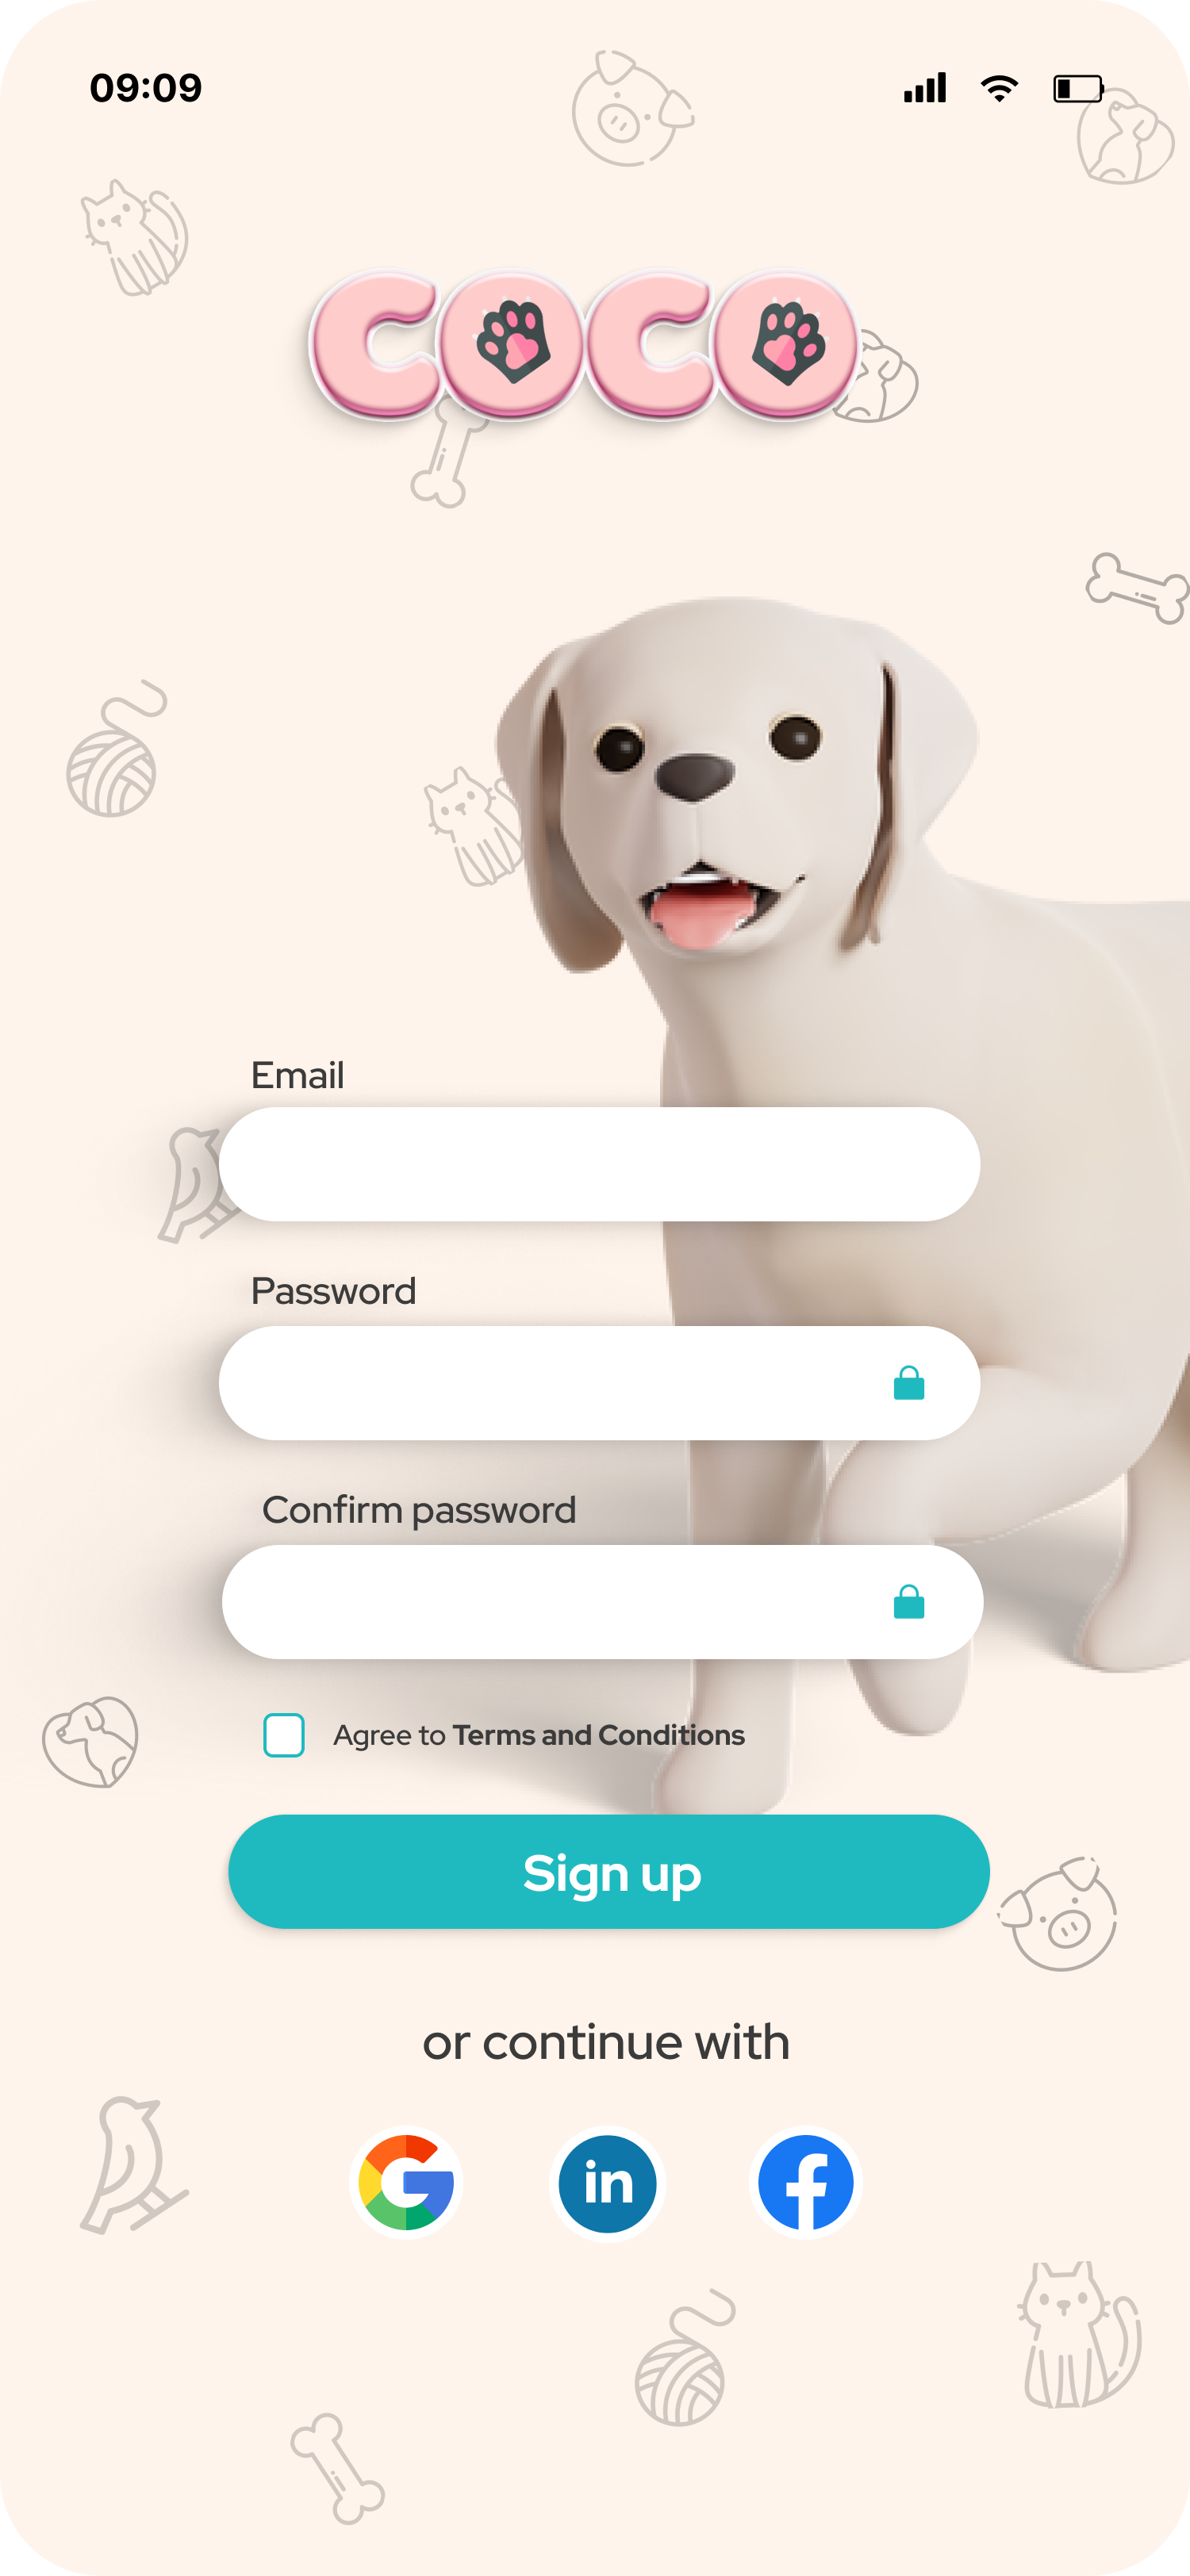 09:09
COCO
Email
Password
Confirm password
Agree to Terms and Conditions
Sign up
or continue with
G
in
f